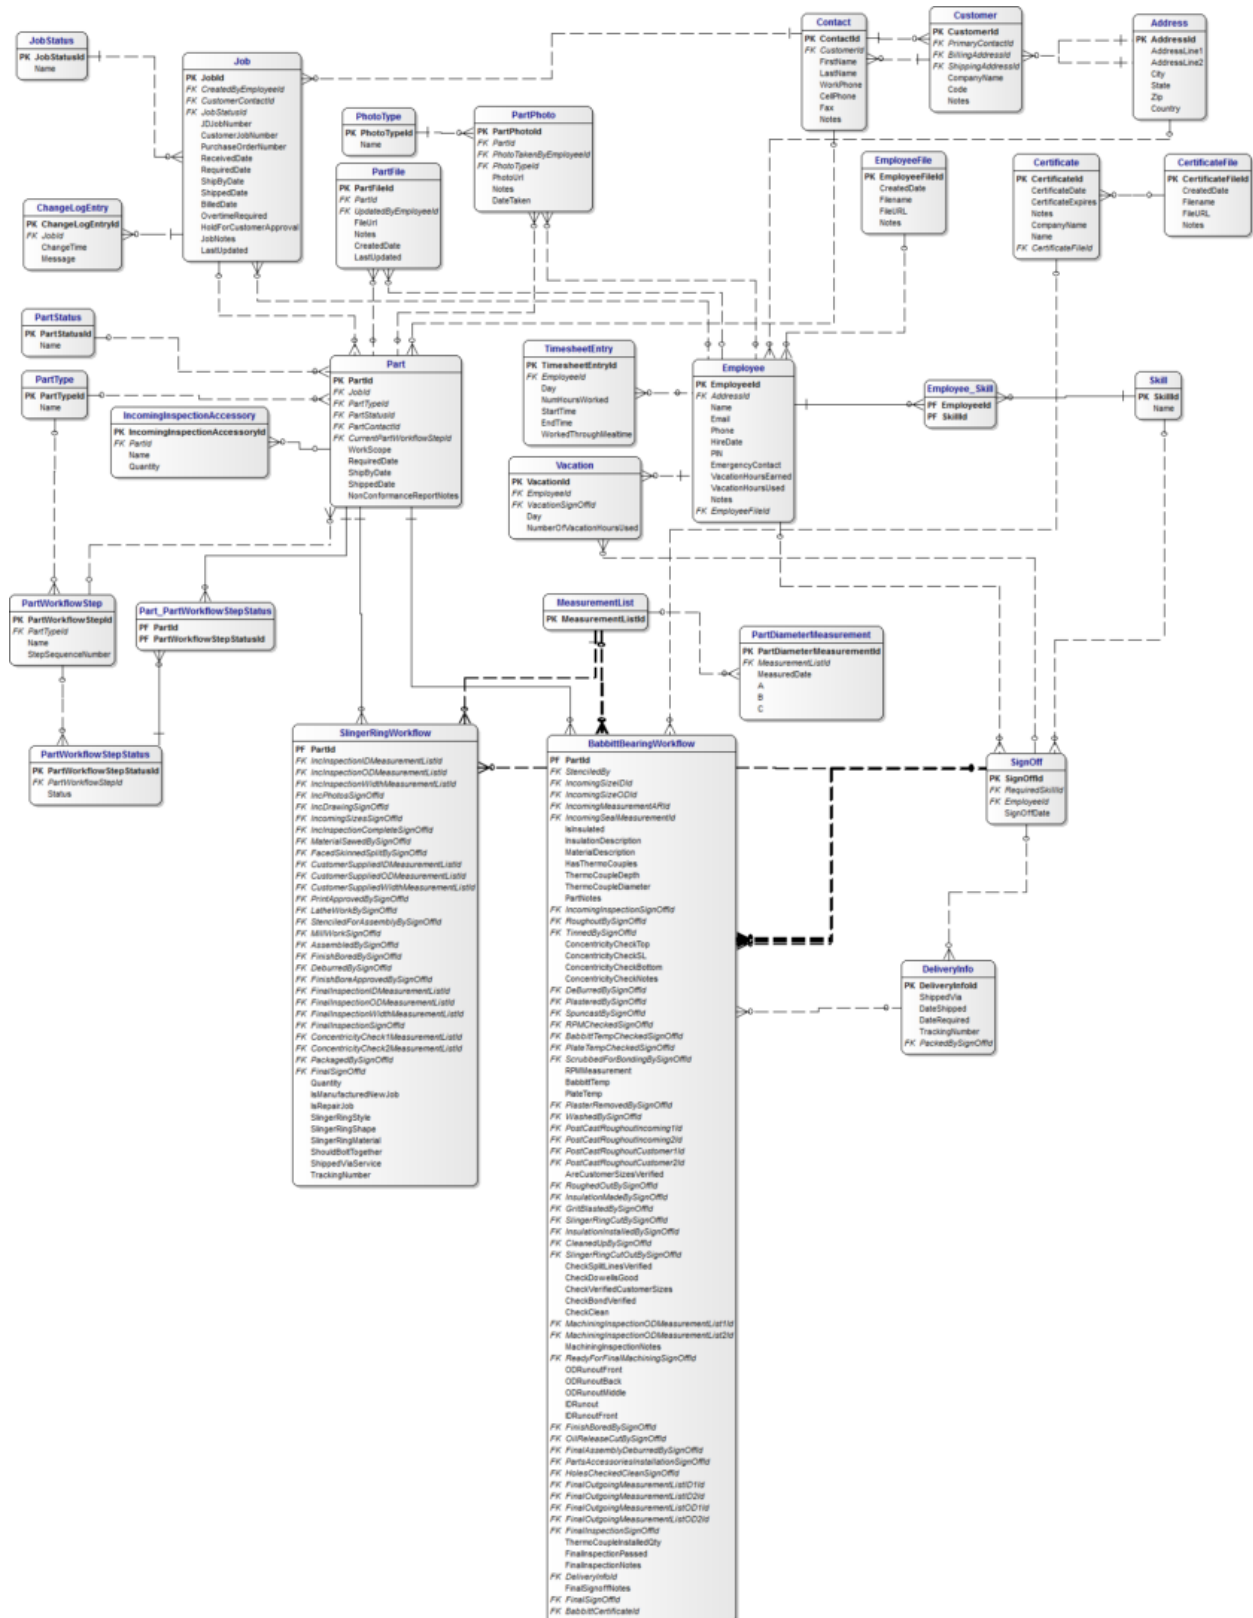 JobStatus
PK JobStatusId
Name
Job
PK JobId
FK CreatedByEmployeeId
FK CustomerContactId
FK JobStatusId
JDJobNumber
CustomerJobNumber
PurchaseOrderNumber
ReceivedDate
RequiredDate
ShipByDate
ShippedDate
BilledDate
OvertimeRequired
HoldForCustomerApproval
JobNotes
LastUpdated
Contact
PK ContactId
FK CustomerId
FirstName
LastName
WorkPhone
CellPhone
Fax
Notes
Customer
PK CustomerId
FK PrimaryContactId
FK BillingAddressId
FK ShippingAddressId
CompanyName
Code
Notes
Address
PK AddressId
AddressLine1
AddressLine2
City
State
Zip
Country
PhotoType
PK PhotoTypeId
Name
PartPhoto
PK PartPhotoId
FK PartId
FK PhotoTakenByEmployeeId
FK PhotoTypeId
PhotoUrl
Notes
DateTaken
PartFile
PK PartFileId
FK PartId
FK UpdatedByEmployeeId
FileUrl
Notes
CreatedDate
LastUpdated
EmployeeFile
PK EmployeeFileId
CreatedDate
Filename
FileURL
Notes
Certificate
PK CertificateId
CertificateDate
CertificateExpires
Notes
CompanyName
Name
FK CertificateFileId
CertificateFile
PK CertificateFileId
CreatedDate
Filename
FileURL
Notes
ChangeLogEntry
PK ChangeLogEntryId
FK JobId
ChangeTime
Message
PartStatus
PK PartStatusId
Name
PartType
PK PartTypeId
Name
IncomingInspectionAccessory
PK IncomingInspectionAccessoryId
FK PartId
Name
Quantity
Part
PK PartId
FK JobId
FK PartTypeId
FK PartStatusId
FK PartContactId
FK CurrentPartWorkflowStepId
WorkScope
RequiredDate
ShipByDate
ShippedDate
NonConformanceReportNotes
TimesheetEntry
PK TimesheetEntryId
FK EmployeeId
Day
NumHoursWorked
StartTime
EndTime
WorkedThroughMealtime
Employee
PK EmployeeId
FK AddressId
Name
Email
Phone
HireDate
PIN
EmergencyContact
VacationHoursEarned
VacationHoursUsed
Notes
FK EmployeeFileId
Employee_Skill
PF EmployeeId
PF SkillId
Skill
PK SkillId
Name
Vacation
PK VacationId
FK EmployeeId
FK VacationSignOffId
Day
NumberOfVacationHoursUsed
PartWorkflowStep
PK PartWorkflowStepId
FK PartTypeId
Name
StepSequenceNumber
Part_PartWorkflowStepStatus
PF PartId
PF PartWorkflowStepStatusId
MeasurementList
PK MeasurementListId
PartDiameterMeasurement
PK PartDiameterMeasurementId
FK MeasurementListId
MeasuredDate
A
B
C
PartWorkflowStepStatus
PK PartWorkflowStepStatusId
FK PartWorkflowStepId
Status
SlingerRingWorkflow
PF PartId
FK IncInspectionIDMeasurementListId
FK IncInspectionODMeasurementListId
FK IncInspectionWidthMeasurementListId
FK IncPhotosSignOffId
FK IncDrawingSignOffId
FK IncomingSizesSignOffId
FK IncInspectionCompleteSignOffId
FK MaterialSawedBySignOffId
FK FacedSkinnedSplitBySignOffId
FK CustomerSuppliedIDMeasurementListId
FK CustomerSuppliedODMeasurementListId
FK CustomerSuppliedWidthMeasurementListId
FK PrintApprovedBySignOffId
FK LatheWorkBySignOffId
FK StenciledForAssemblyBySignOffId
FK MillWorkSignOffId
FK AssembledBySignOffId
FK FinishBoredBySignOffId
FK DeburredBySignOffId
FK FinishBoreApprovedBySignOffId
FK FinalInspectionIDMeasurementListId
FK FinalInspectionODMeasurementListId
FK FinalInspectionWidthMeasurementListId
FK FinalInspectionSignOffId
FK ConcentricityCheck1MeasurementListId
FK ConcentricityCheck2MeasurementListId
FK PackagedBySignOffId
FK FinalSignOffId
Quantity
IsManufacturedNewJob
IsRepairJob
SlingerRingStyle
SlingerRingShape
SlingerRingMaterial
ShouldBoltTogether
ShippedViaService
TrackingNumber
BabbittBearingWorkflow
PF PartId
FK StenciledBy
FK IncomingSizeIDId
FK IncomingSizeODId
FK IncomingMeasurementARId
FK IncomingSealMeasurementId
IsInsulated
InsulationDescription
MaterialDescription
HasThermoCouples
ThermoCoupleDepth
ThermoCoupleDiameter
PartNotes
FK IncomingInspectionSignOffId
FK RoughoutBySignOffId
FK TinnedBySignOffId
ConcentricityCheckTop
ConcentricityCheckSL
ConcentricityCheckBottom
ConcentricityCheckNotes
FK DeBurredBySignOffId
FK PlasteredBySignOffId
FK SpuncastBySignOffId
FK RPMCheckedSignOffId
FK BabbittTempCheckedSignOffId
FK PlateTempCheckedSignOffId
FK ScrubbedForBondingBySignOffId
RPMMeasurement
BabbittTemp
PlateTemp
FK PlasterRemovedBySignOffId
FK WashedBySignOffId
FK PostCastRoughoutIncoming1Id
FK PostCastRoughoutIncoming2Id
FK PostCastRoughoutCustomer1Id
FK PostCastRoughoutCustomer2Id
AreCustomerSizesVerified
FK RoughedOutBySignOffId
FK InsulationMadeBySignOffId
FK GritBlastedBySignOffId
FK SlingerRingCutBySignOffId
FK InsulationInstalledBySignOffId
FK CleanedUpBySignOffId
FK SlingerRingCutOutBySignOffId
CheckSplitLinesVerified
CheckDowelsGood
CheckVerifiedCustomerSizes
CheckBondVerified
CheckClean
FK MachiningInspectionODMeasurementList1Id
FK MachiningInspectionODMeasurementList2Id
MachiningInspectionNotes
FK ReadyForFinalMachiningSignOffId
ODRunoutFront
ODRunoutBack
ODRunoutMiddle
IDRunout
IDRunoutFront
FK FinishBoredBySignOffId
FK OilReleaseCutBySignOffId
FK FinalAssemblyDeburredBySignOffId
FK PartsAccessoriesInstallationSignOffId
FK HolesCheckedCleanSignOffId
FK FinalOutgoingMeasurementListID1Id
FK FinalOutgoingMeasurementListID2Id
FK FinalOutgoingMeasurementListOD1Id
FK FinalOutgoingMeasurementListOD2Id
FK FinalInspectionSignOffId
ThermoCoupleInstalledQty
FinalInspectionPassed
FinalInspectionNotes
FK DeliveryInfoId
FinalSignoffNotes
FK FinalSignOffId
FK BabbittCertificateId
SignOff
PK SignOffId
FK RequiredSkillId
FK EmployeeId
SignOffDate
DeliveryInfo
PK DeliveryInfoId
ShippedVia
DateShipped
DateRequired
TrackingNumber
FK PackedBySignOffId